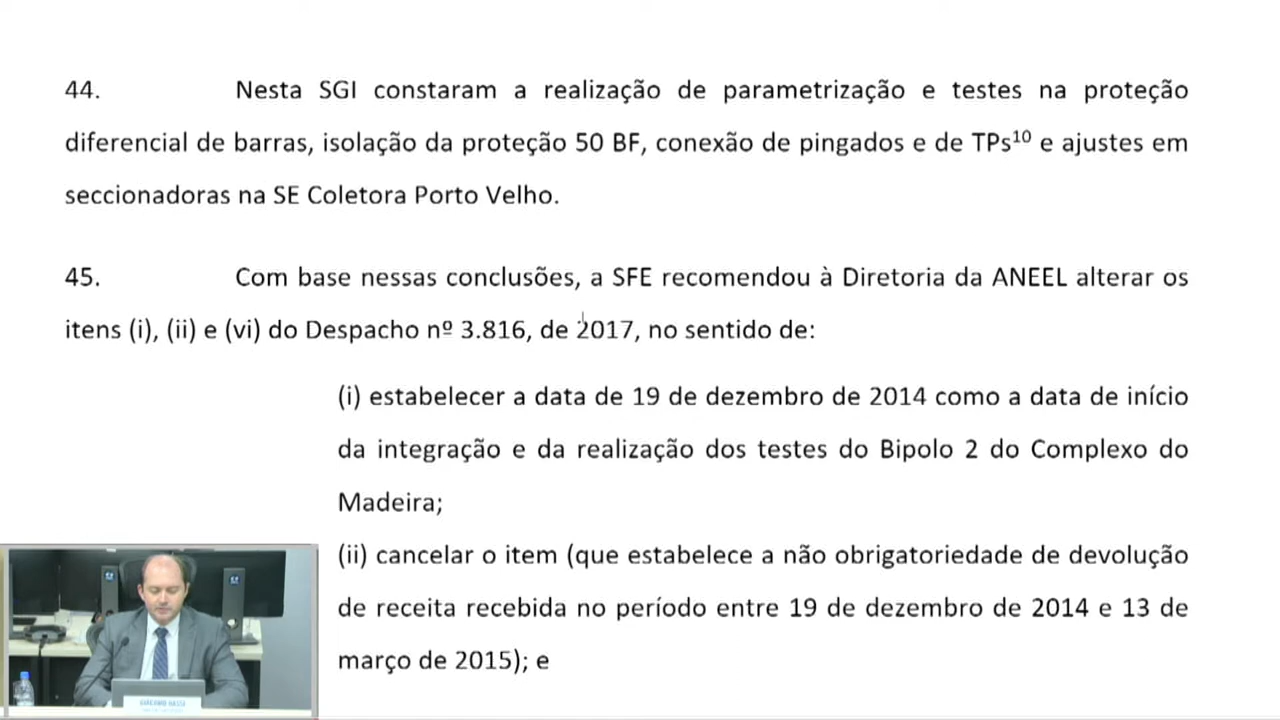 44. Nesta SGI constaram a realização de parametrização e testes na proteção
diferencial de barras, isolação da proteção 50 BF, conexão de pingados e de TPs¹⁰ e ajustes em
seccionadoras na SE Coletora Porto Velho.
45. Com base nessas conclusões, a SFE recomendou à Diretoria da ANEEL alterar os
itens (i), (ii) e (vi) do Despacho nº 3.816, de 2017, no sentido de:
(i) estabelecer a data de 19 de dezembro de 2014 como a data de início
da integração e da realização dos testes do Bipolo 2 do Complexo do
Madeira;
(ii) cancelar o item (que estabelece a não obrigatoriedade de devolução
de receita recebida no período entre 19 de dezembro de 2014 e 13 de
março de 2015); e